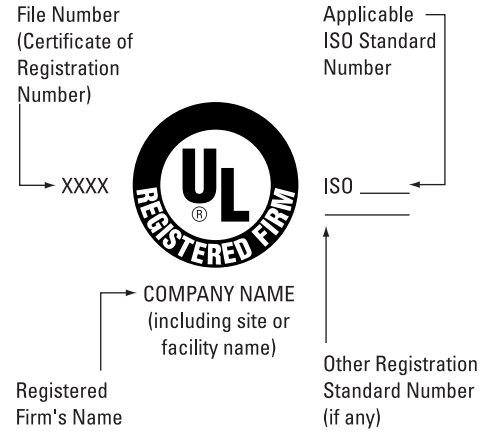 File Number
(Certificate of
Registration
Number)
Applicable
ISO Standard
Number
XXXX
UL
®
REGISTERED FIRM
ISO ______
COMPANY NAME
(including site or
facility name)
Registered
Firm's Name
Other Registration
Standard Number
(if any)